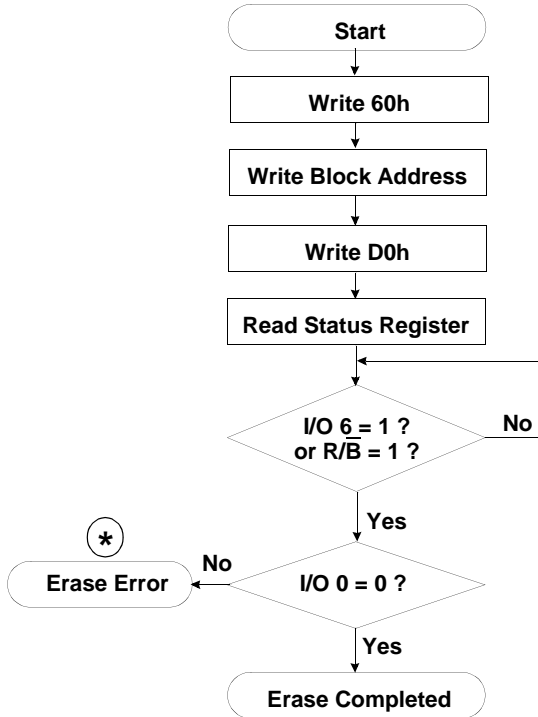 Start
Write 60h
Write Block Address
Write D0h
Read Status Register
I/O 6 = 1 ?
or R/B̅ = 1 ?
No
Yes
*
No
Erase Error
I/O 0 = 0 ?
Yes
Erase Completed